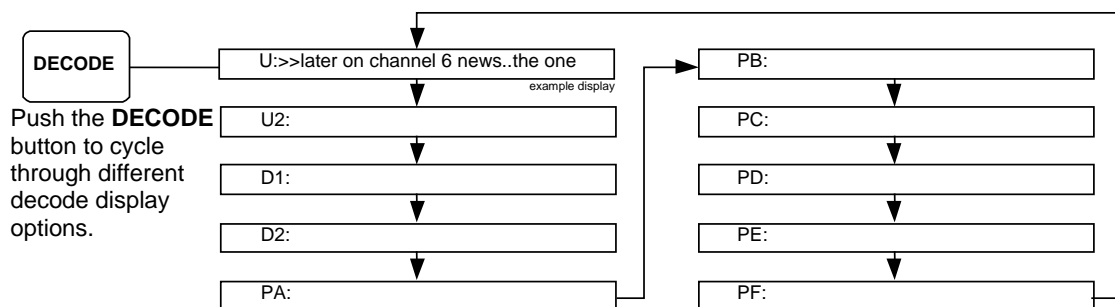 DECODE
Push the DECODE
button to cycle
through different
decode display
options.
U:>>later on channel 6 news..the one
example display
U2:
D1:
D2:
PA:
PB:
PC:
PD:
PE:
PF: